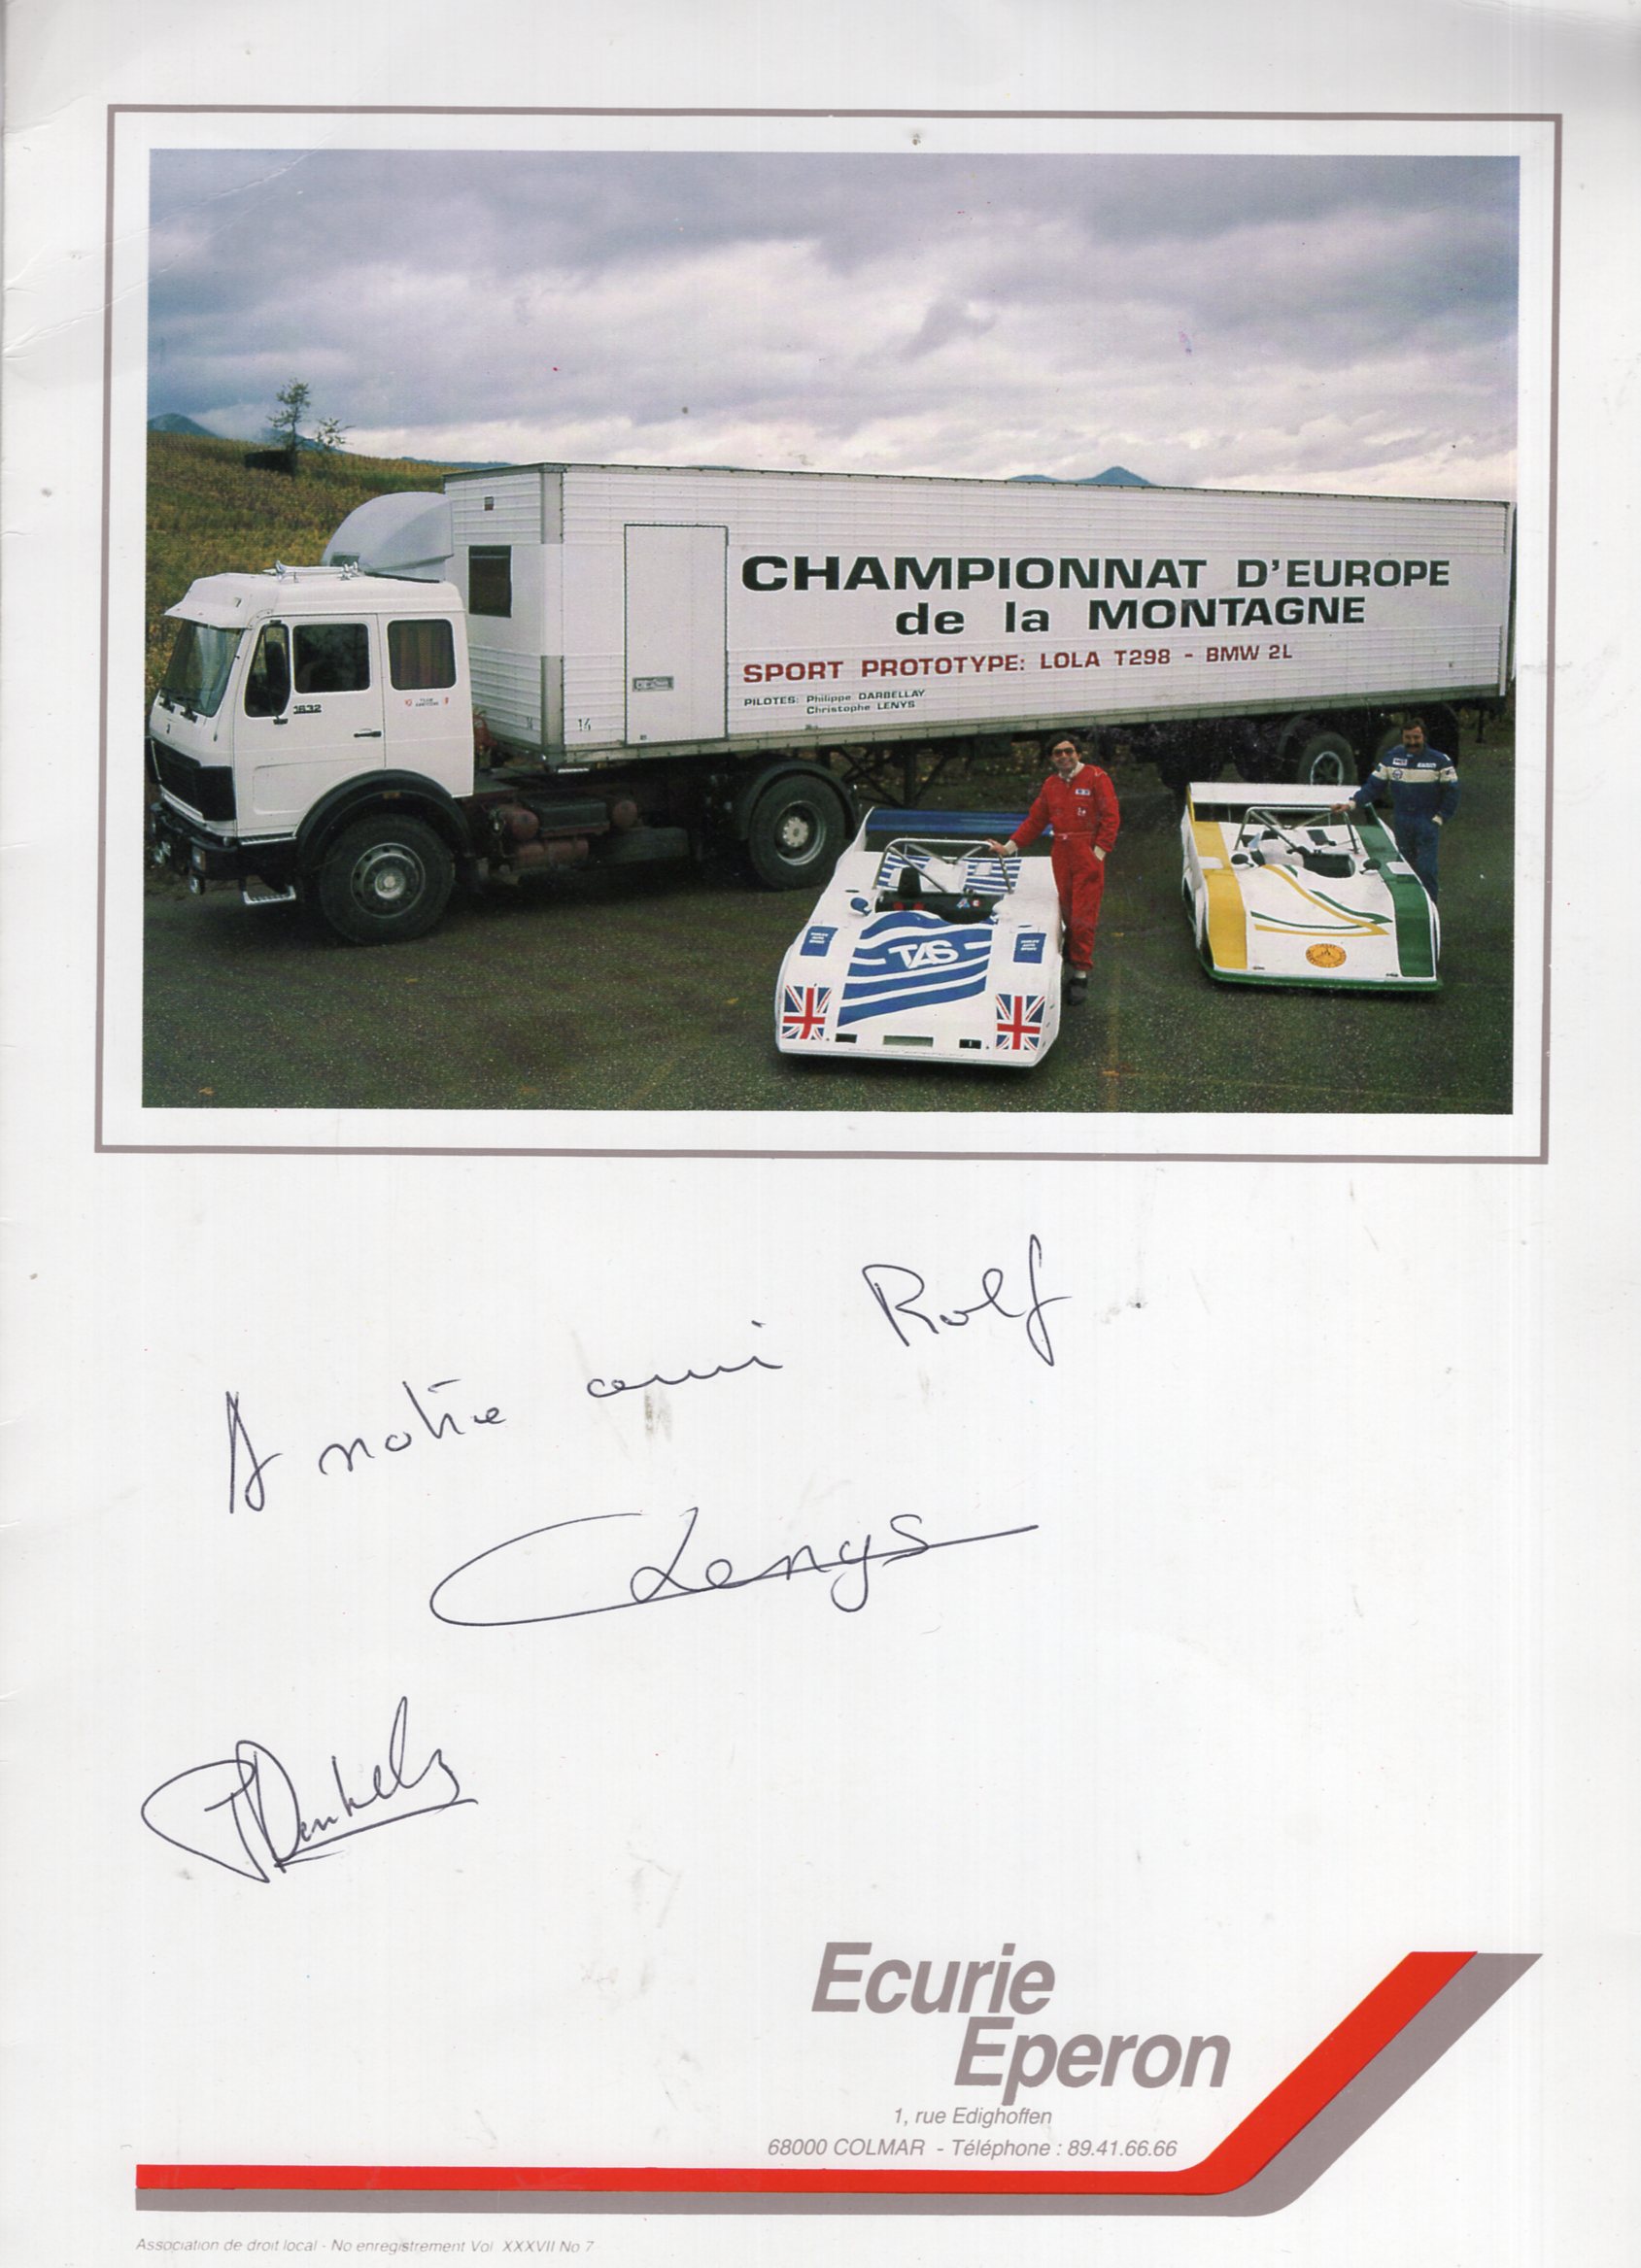 CHAMPIONNAT D'EUROPE
de la MONTAGNE
SPORT PROTOTYPE: LOLA T298 - BMW 2L
PILOTES: Philippe DARBELLAY
Christophe LENYS
1632
14
TAS
A notre ami Rolf
CLenys
Ecurie
Eperon
1, rue Edighoffen
68000 COLMAR - Téléphone : 89.41.66.66
Association de droit local - No enregistrement Vol XXXVII No 7